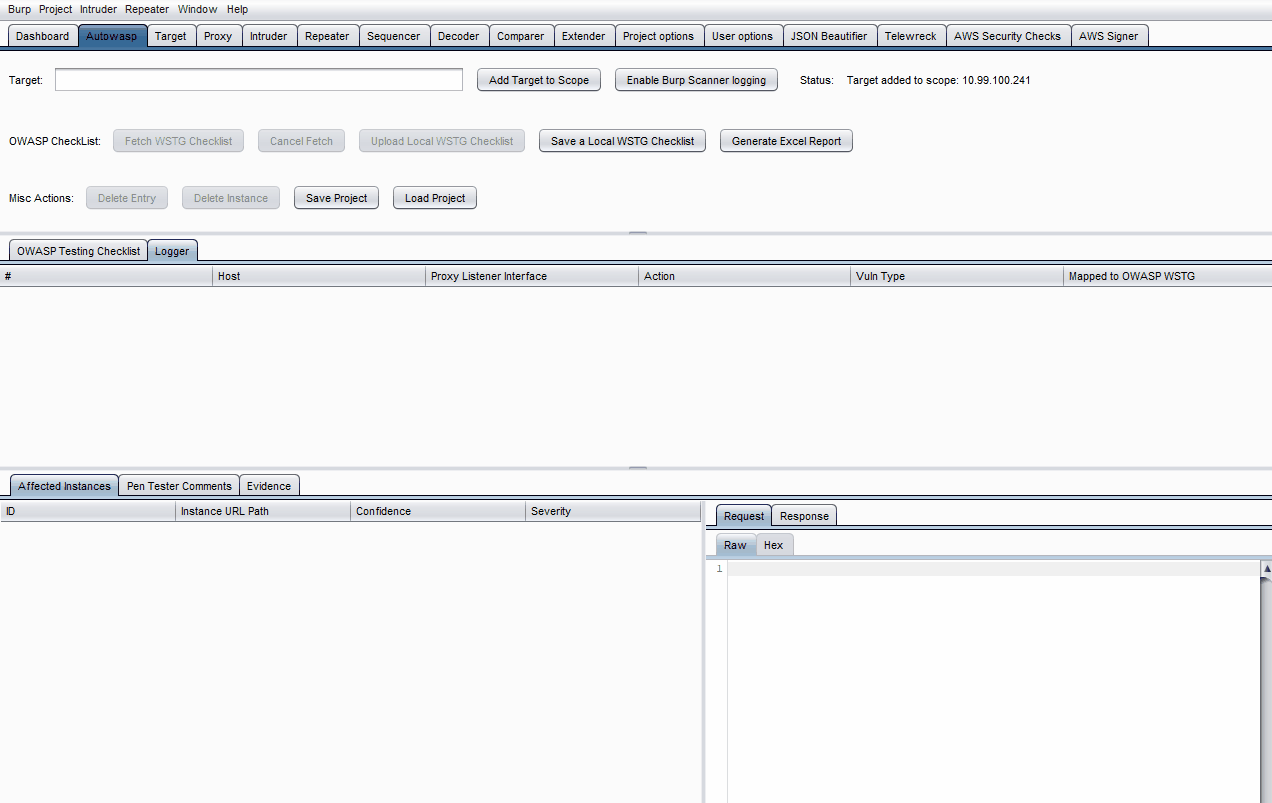 Burp Project Intruder Repeater Window Help
Dashboard Autowasp Target Proxy Intruder Repeater Sequencer Decoder Comparer Extender Project options User options JSON Beautifier Telewreck AWS Security Checks AWS Signer
Target: Add Target to Scope Enable Burp Scanner logging Status: Target added to scope: 10.99.100.241
OWASP CheckList: Fetch WSTG Checklist Cancel Fetch Upload Local WSTG Checklist Save a Local WSTG Checklist Generate Excel Report
Misc Actions: Delete Entry Delete Instance Save Project Load Project
OWASP Testing Checklist Logger
# Host Proxy Listener Interface Action Vuln Type Mapped to OWASP WSTG
Affected Instances Pen Tester Comments Evidence
ID Instance URL Path Confidence Severity
Request Response
Raw Hex
1